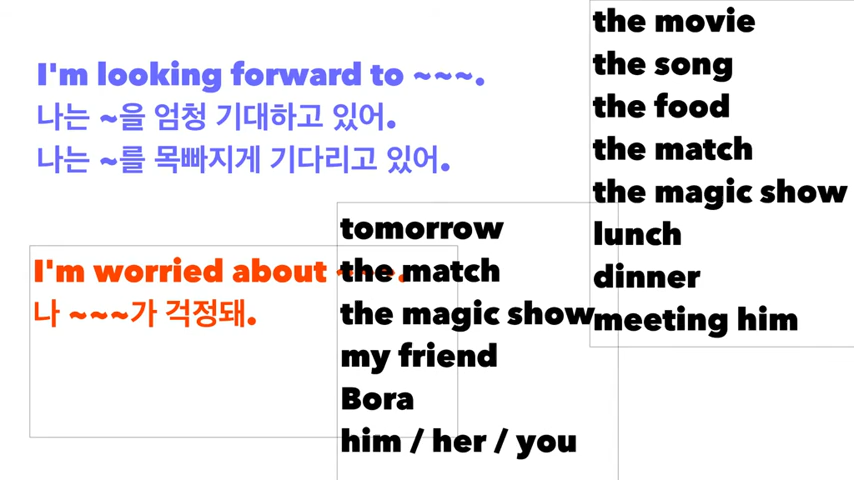 I'm looking forward to ~~~.
나는 ~을 엄청 기대하고 있어.
나는 ~를 목빠지게 기다리고 있어.
the movie
the song
the food
the match
the magic show
lunch
dinner
meeting him
I'm worried about ~~~.
나 ~~~가 걱정돼.
tomorrow
the match
the magic show
my friend
Bora
him / her / you